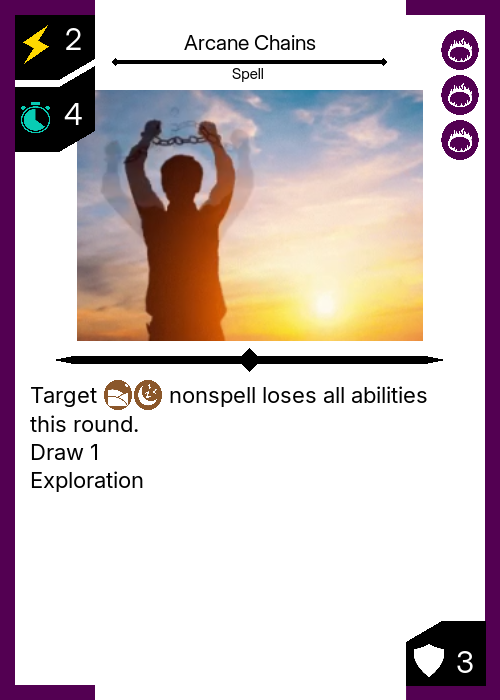 2
Arcane Chains
Spell
4
Target nonspell loses all abilities
this round.
Draw 1
Exploration
3